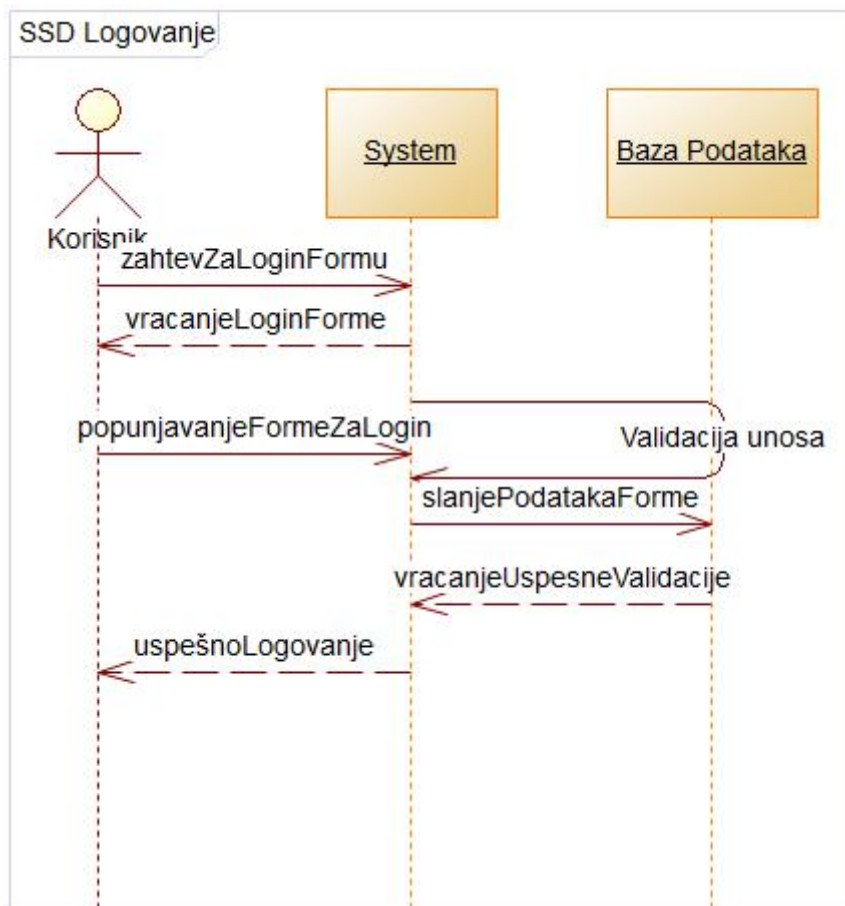 SSD Logovanje
System
Baza Podataka
Korisnik
zahtevZaLoginFormu
vracanjeLoginForme
popunjavanjeFormeZaLogin
Validacija unosa
slanjePodatakaForme
vracanjeUspesneValidacije
uspešnoLogovanje